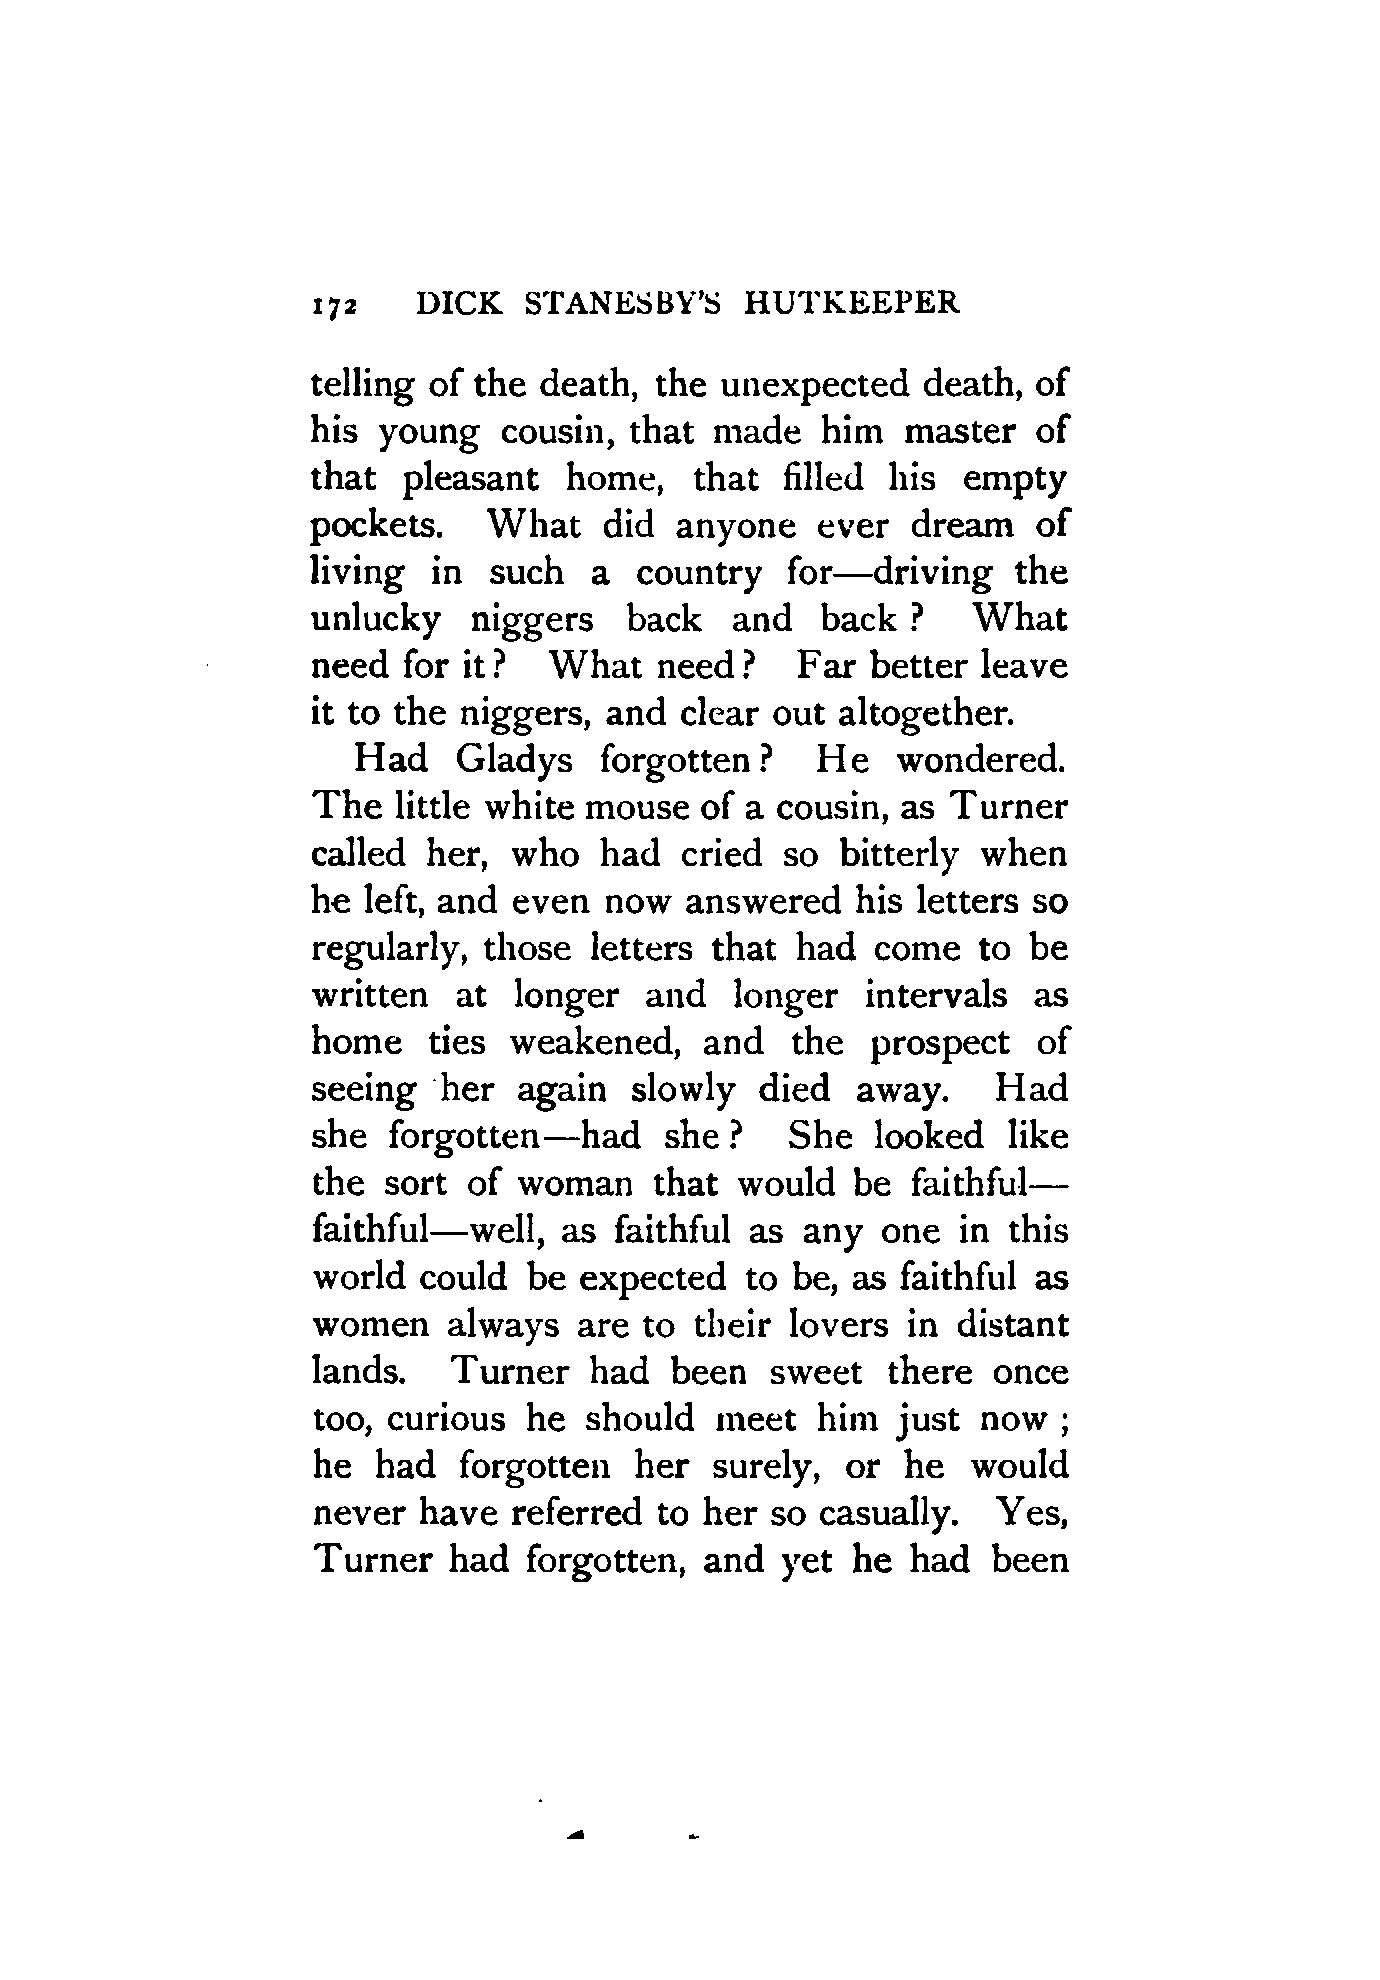 172 DICK STANESBY'S HUTKEEPER
telling of the death, the unexpected death, of
his young cousin, that made him master of
that pleasant home, that filled his empty
pockets. What did anyone ever dream of
living in such a country for—driving the
unlucky niggers back and back ? What
need for it ? What need ? Far better leave
it to the niggers, and clear out altogether.
Had Gladys forgotten ? He wondered.
The little white mouse of a cousin, as Turner
called her, who had cried so bitterly when
he left, and even now answered his letters so
regularly, those letters that had come to be
written at longer and longer intervals as
home ties weakened, and the prospect of
seeing her again slowly died away. Had
she forgotten—had she ? She looked like
the sort of woman that would be faithful—
faithful—well, as faithful as any one in this
world could be expected to be, as faithful as
women always are to their lovers in distant
lands. Turner had been sweet there once
too, curious he should meet him just now ;
he had forgotten her surely, or he would
never have referred to her so casually. Yes,
Turner had forgotten, and yet he had been